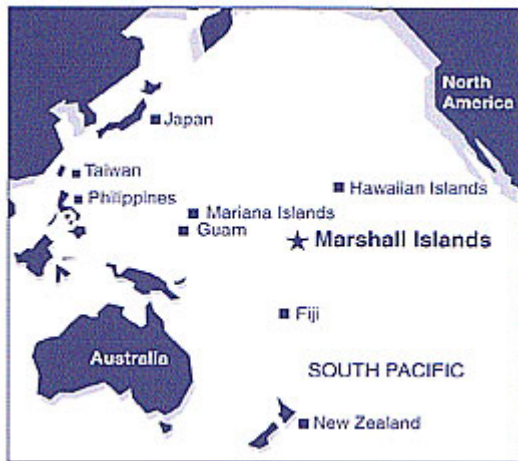 North
America
Japan
Taiwan
Philippines
Hawaiian Islands
Mariana Islands
Guam
Marshall Islands
Fiji
Australia
SOUTH PACIFIC
New Zealand